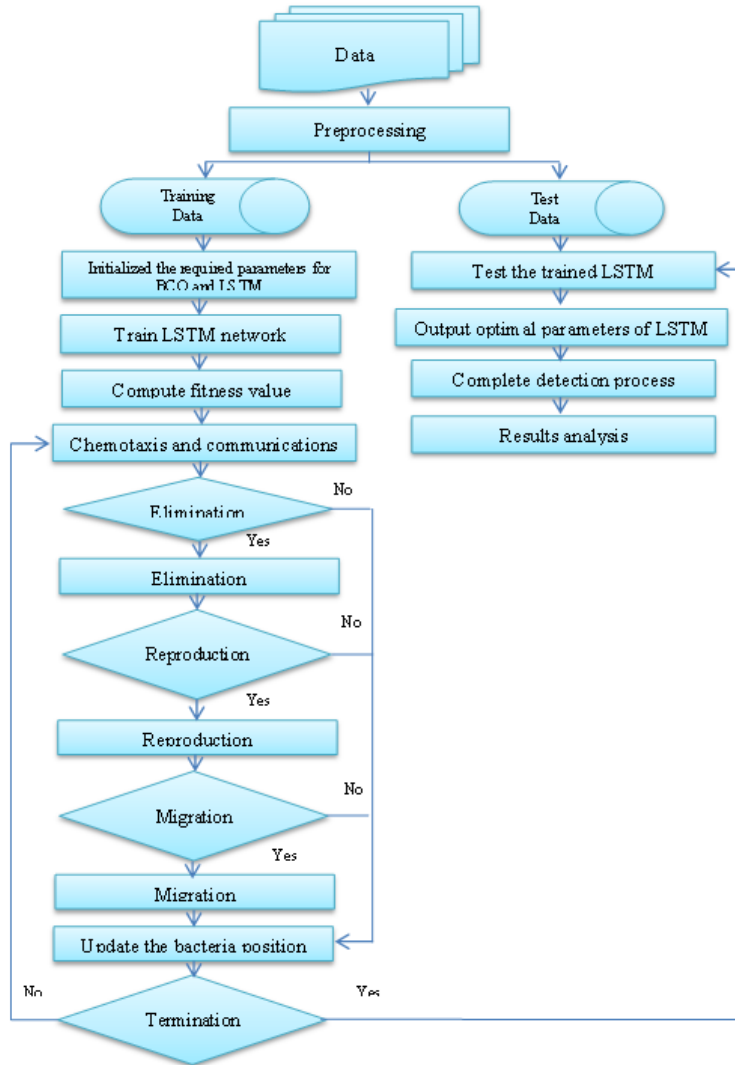 Data
Preprocessing
Training
Data
Test
Data
Initialized the required parameters for
BCO and LSTM
Test the trained LSTM
Train LSTM network
Output optimal parameters of LSTM
Compute fitness value
Complete detection process
Chemotaxis and communications
Results analysis
No
Elimination
Yes
Elimination
No
Reproduction
Yes
Reproduction
No
Migration
Yes
Migration
Update the bacteria position
No
Yes
Termination